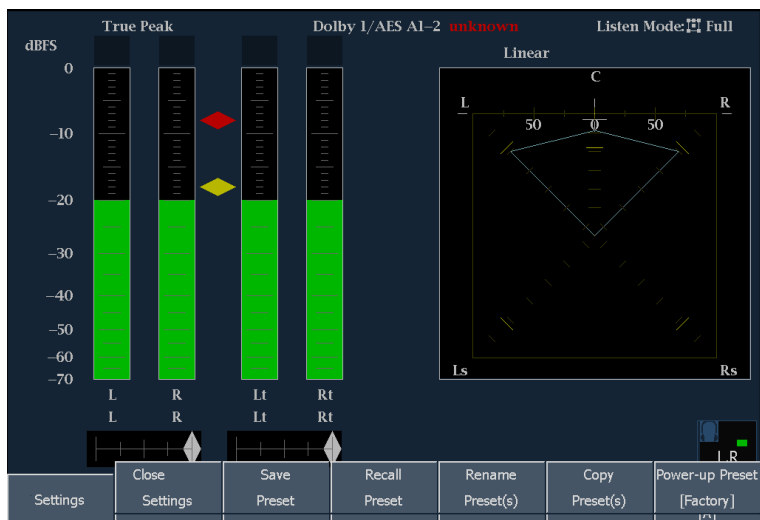 True Peak Dolby 1/AES A1–2 unknown Listen Mode: Full
dBFS
Linear
0
–10
–20
–30
–40
–50
–60
–70
C
L R
50 0 50
Ls Rs
L R Lt Rt
L R Lt Rt
L R
Settings
Close Settings
Save Preset
Recall Preset
Rename Preset(s)
Copy Preset(s)
Power-up Preset
[Factory]